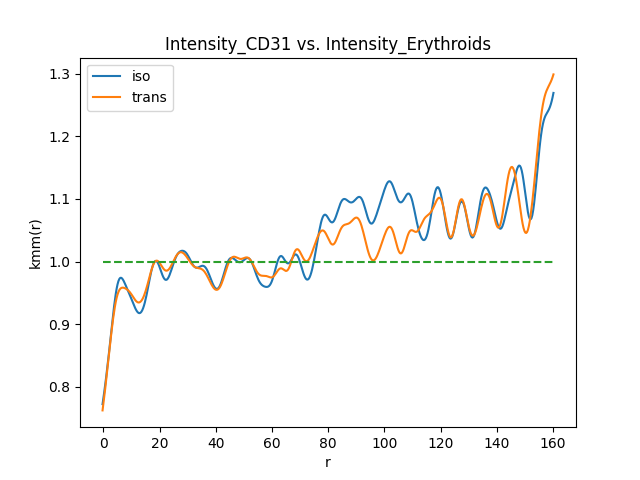 Intensity_CD31 vs. Intensity_Erythroids
iso
trans
kmm(r)
1.3
1.2
1.1
1.0
0.9
0.8
0 20 40 60 80 100 120 140 160
r